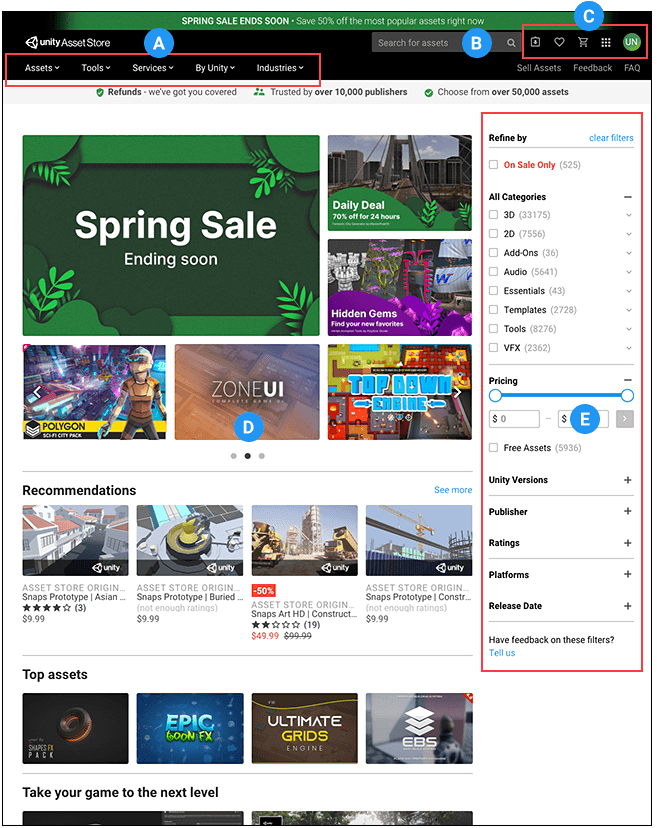 SPRING SALE ENDS SOON • Save 50% off the most popular assets right now
C
unity Asset Store
A
Search for assets
B
UN
Assets
Tools
Services
By Unity
Industries
Sell Assets
Feedback
FAQ
Refunds - we've got you covered
Trusted by over 10,000 publishers
Choose from over 50,000 assets
Spring Sale
Ending soon
Daily Deal
70% off for 24 hours
Hidden Gems
Find your new favorites
POLYGON
SCI-FI CITY PACK
ZONEUI
COMPLETE GAME UI
D
TOP DOWN
ENGINE
Recommendations
See more
unity
ASSET STORE ORIGIN...
Snaps Prototype | Asian ...
(3)
$9.99
unity
ASSET STORE ORIGIN...
Snaps Prototype | Buried ...
(not enough ratings)
$9.99
unity
-50%
ASSET STORE ORIGIN...
Snaps Art HD | Construct...
(19)
$49.99 $99.99
unity
ASSET STORE ORIGIN...
Snaps Prototype | Constr...
(not enough ratings)
$9.99
Top assets
SHAPES FX
PACK
EPIC
TOON FX
ULTIMATE
GRIDS
ENGINE
EBS
Take your game to the next level
unity
Refine by
clear filters
On Sale Only (525)
All Categories
3D (33175)
2D (7556)
Add-Ons (36)
Audio (5641)
Essentials (43)
Templates (2728)
Tools (8276)
VFX (2362)
Pricing
$ 0
–
$
E
Free Assets (5936)
Unity Versions
Publisher
Ratings
Platforms
Release Date
Have feedback on these filters?
Tell us